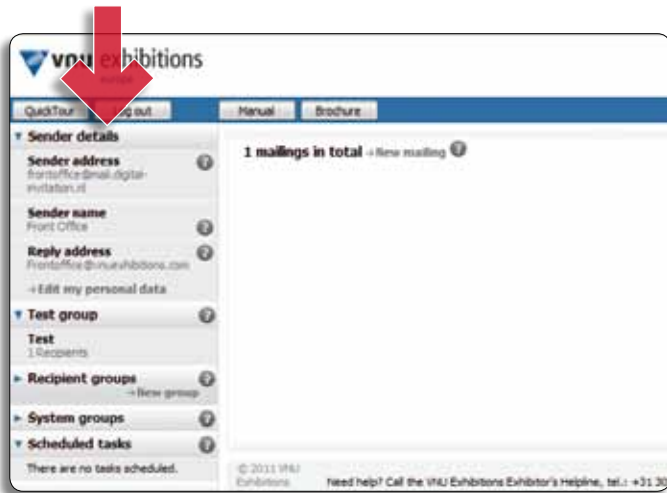 vnu exhibitions
europe
QuickTour
Log out
Manual
Brochure
Sender details
Sender address
frontoffice@mail.digital-
invitation.nl
Sender name
Front Office
Reply address
Frontoffice@vnuexhibitions.com
→Edit my personal data
Test group
Test
1 Recipients
Recipient groups
→New group
System groups
Scheduled tasks
There are no tasks scheduled.
1 mailings in total →New mailing
© 2011 VNU
Exhibitions
Need help? Call the VNU Exhibitions Exhibitor's Helpline, tel.: +31 30